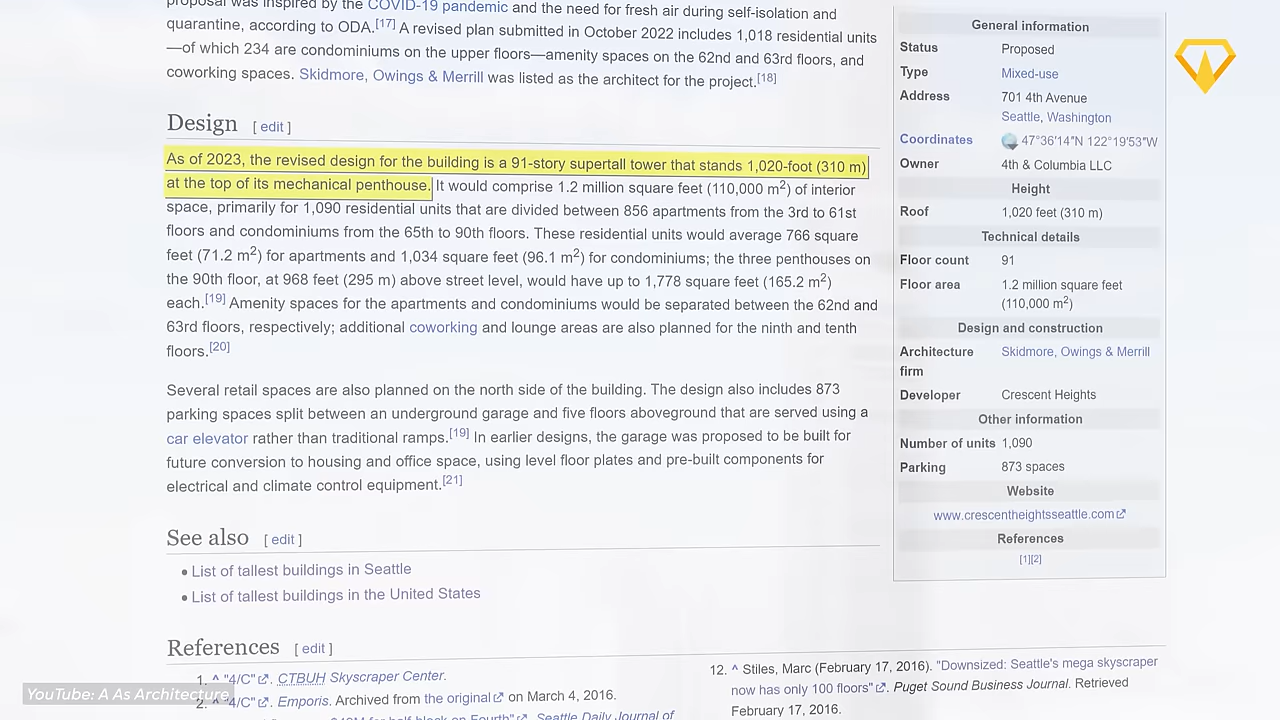 proposal was inspired by the COVID-19 pandemic and the need for fresh air during self-isolation and
quarantine, according to ODA.[17] A revised plan submitted in October 2022 includes 1,018 residential units
—of which 234 are condominiums on the upper floors—amenity spaces on the 62nd and 63rd floors, and
coworking spaces. Skidmore, Owings & Merrill was listed as the architect for the project.[18]
Design [ edit ]
As of 2023, the revised design for the building is a 91-story supertall tower that stands 1,020-foot (310 m)
at the top of its mechanical penthouse. It would comprise 1.2 million square feet (110,000 m²) of interior
space, primarily for 1,090 residential units that are divided between 856 apartments from the 3rd to 61st
floors and condominiums from the 65th to 90th floors. These residential units would average 766 square
feet (71.2 m²) for apartments and 1,034 square feet (96.1 m²) for condominiums; the three penthouses on
the 90th floor, at 968 feet (295 m) above street level, would have up to 1,778 square feet (165.2 m²)
each.[19] Amenity spaces for the apartments and condominiums would be separated between the 62nd and
63rd floors, respectively; additional coworking and lounge areas are also planned for the ninth and tenth
floors.[20]
Several retail spaces are also planned on the north side of the building. The design also includes 873
parking spaces split between an underground garage and five floors aboveground that are served using a
car elevator rather than traditional ramps.[19] In earlier designs, the garage was proposed to be built for
future conversion to housing and office space, using level floor plates and pre-built components for
electrical and climate control equipment.[21]
See also [ edit ]
• List of tallest buildings in Seattle
• List of tallest buildings in the United States
References [ edit ]
1. ^ "4/C". CTBUH Skyscraper Center.
2. ^ "4/C". Emporis. Archived from the original on March 4, 2016.
half-block on Fourth". Seattle Daily Journal of
12. ^ Stiles, Marc (February 17, 2016). "Downsized: Seattle's mega skyscraper
now has only 100 floors". Puget Sound Business Journal. Retrieved
February 17, 2016.
General information
Status Proposed
Type Mixed-use
Address 701 4th Avenue
Seattle, Washington
Coordinates 47°36′14″N 122°19′53″W
Owner 4th & Columbia LLC
Height
Roof 1,020 feet (310 m)
Technical details
Floor count 91
Floor area 1.2 million square feet
(110,000 m²)
Design and construction
Architecture Skidmore, Owings & Merrill
firm
Developer Crescent Heights
Other information
Number of units 1,090
Parking 873 spaces
Website
www.crescentheightsseattle.com
References
[1][2]
YouTube: A As Architecture